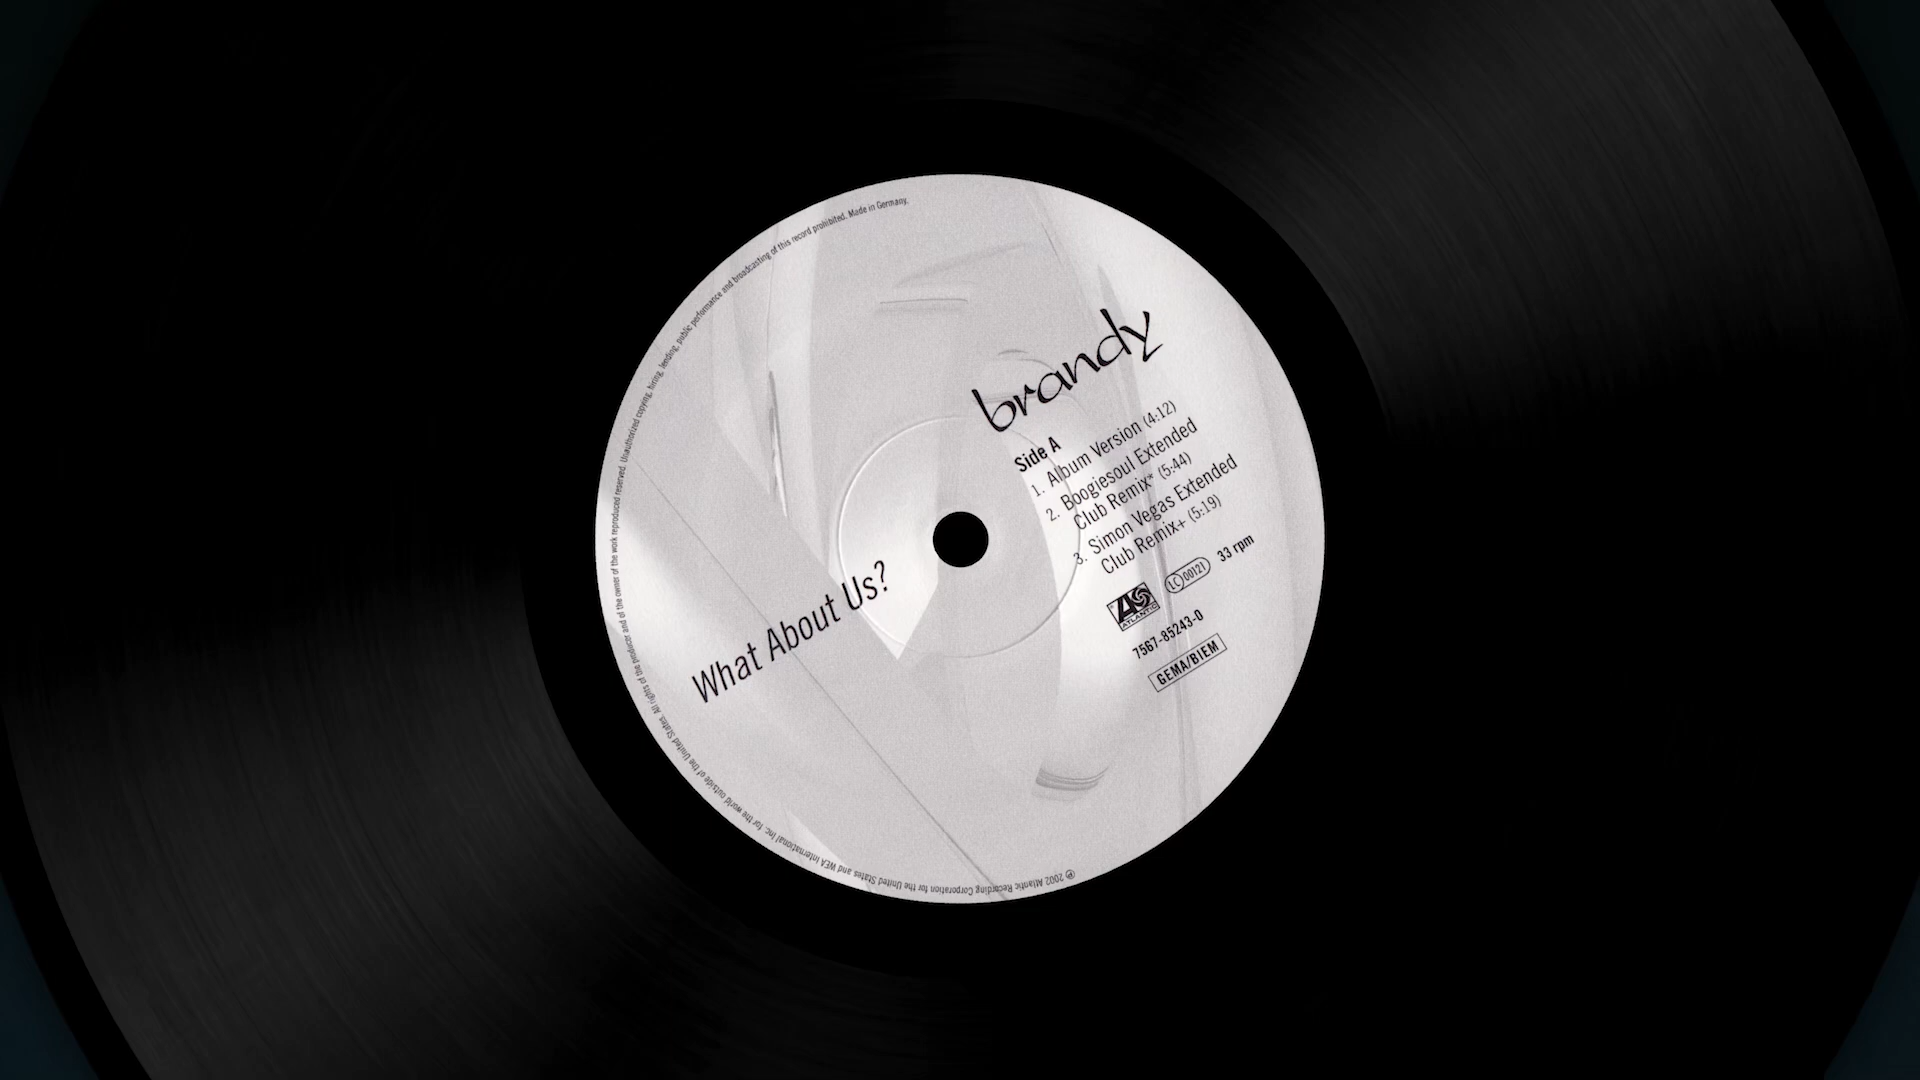 brandy
Side A
1. Album Version (4:12)
2. Boogiesoul Extended
Club Remix* (5:44)
3. Simon Vegas Extended
Club Remix+ (5:19)
What About Us?
ATLANTIC
LC 00121
33 rpm
7567-85243-0
GEMA/BIEM
℗ 2002 Atlantic Recording Corporation for the United States and WEA International Inc. for the world outside of the United States. All rights of the producer and of the owner of the work reproduced reserved. Unauthorized copying, hiring, lending, public performance and broadcasting of this record prohibited. Made in Germany.